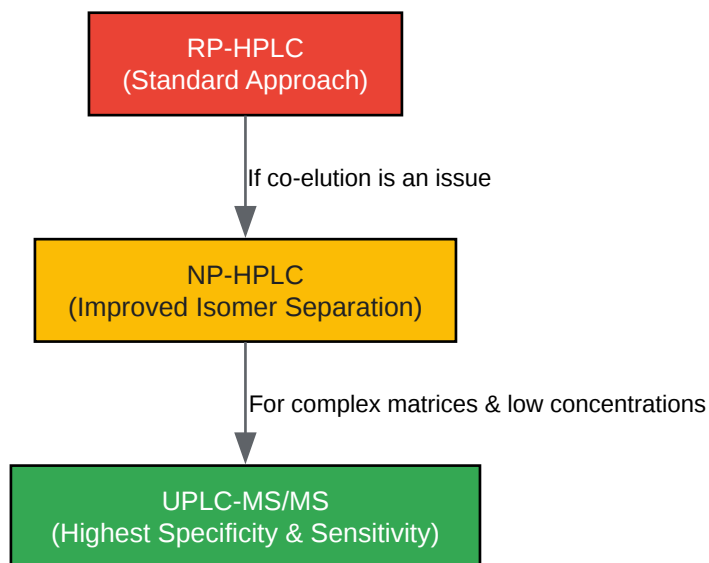 RP-HPLC
(Standard Approach)
If co-elution is an issue
NP-HPLC
(Improved Isomer Separation)
For complex matrices & low concentrations
UPLC-MS/MS
(Highest Specificity & Sensitivity)